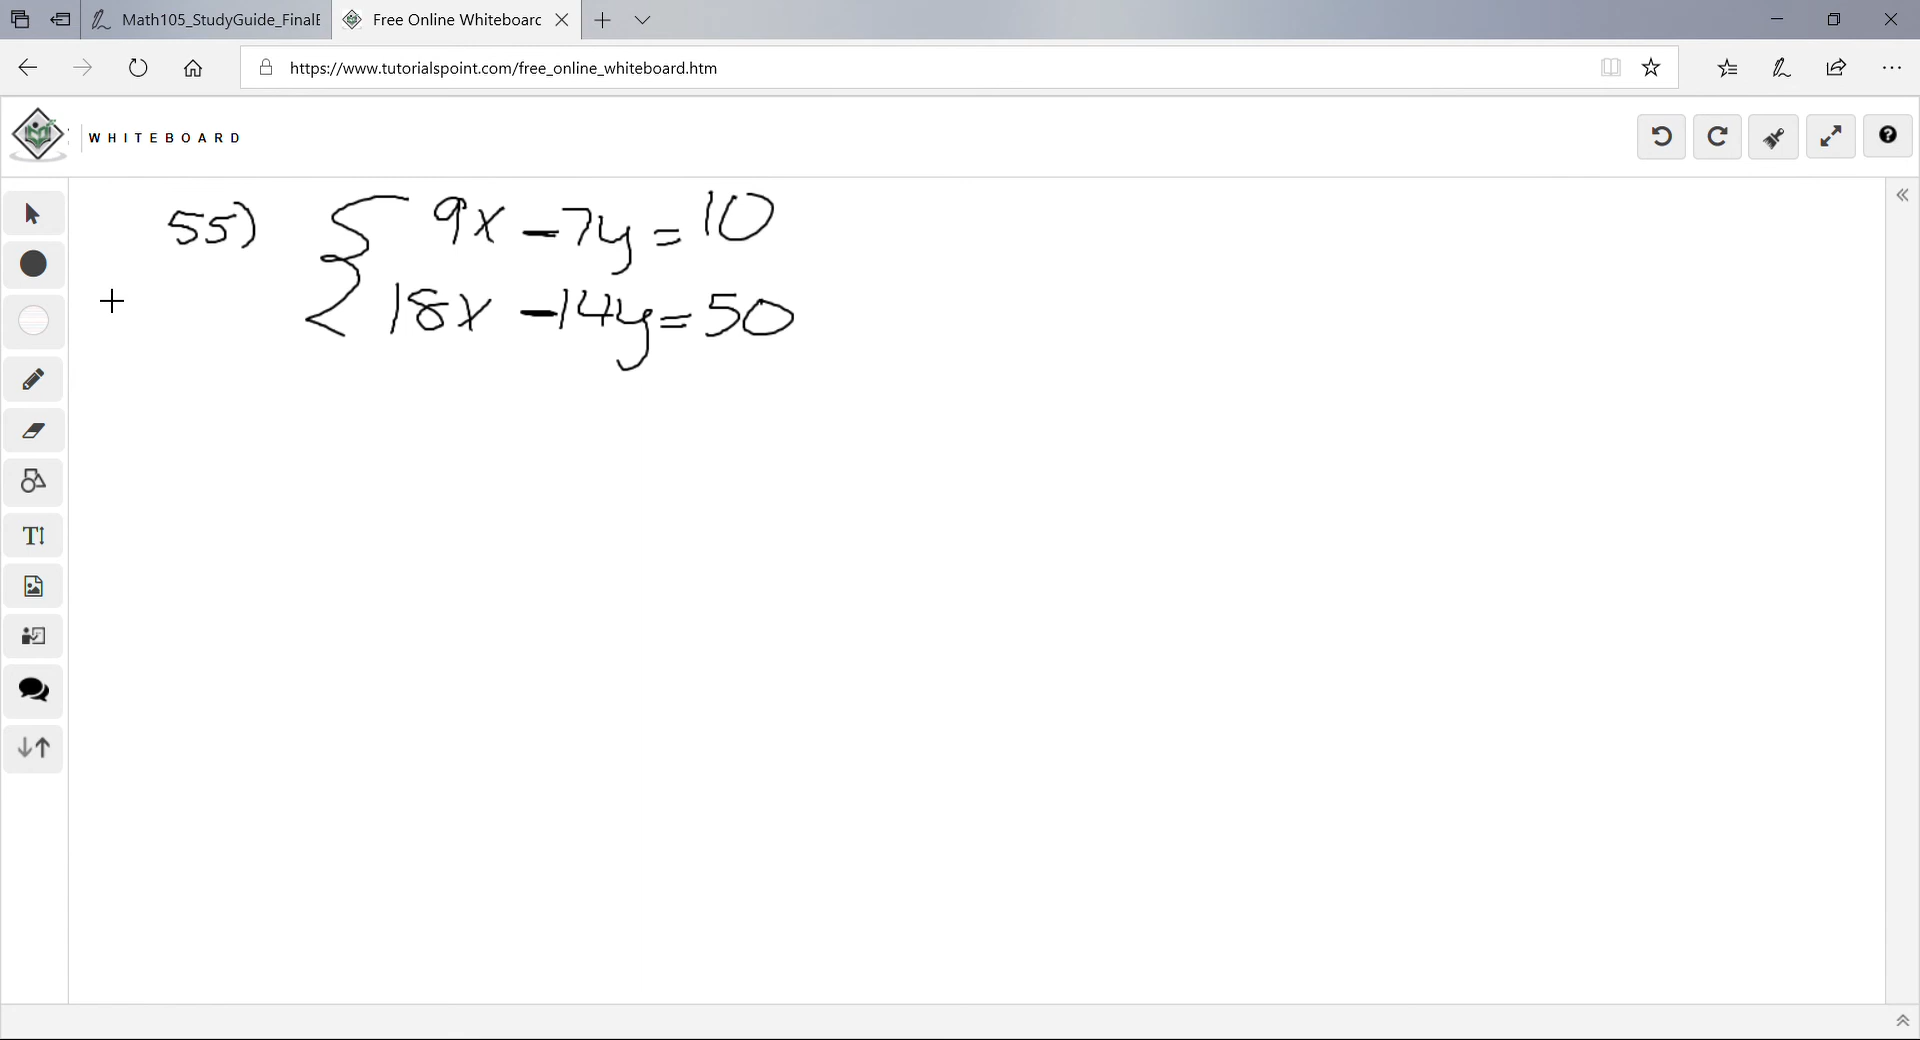 Math105_StudyGuide_FinalE
Free Online Whiteboarc
https://www.tutorialspoint.com/free_online_whiteboard.htm
WHITEBOARD
55) 9x - 7y = 10
18x - 14y = 50
T